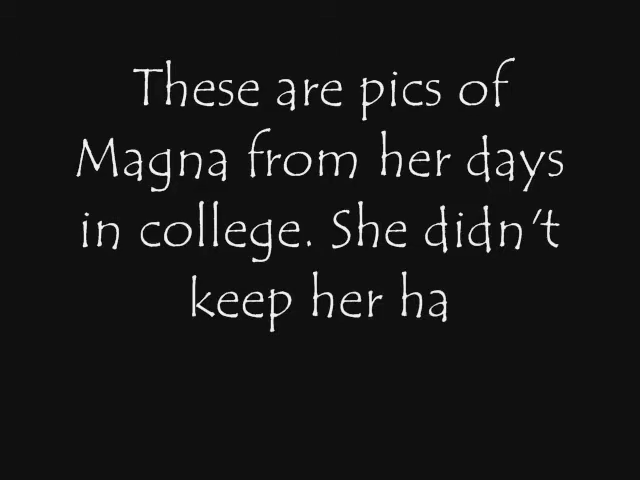 These are pics of
Magna from her days
in college. She didn't
keep her ha